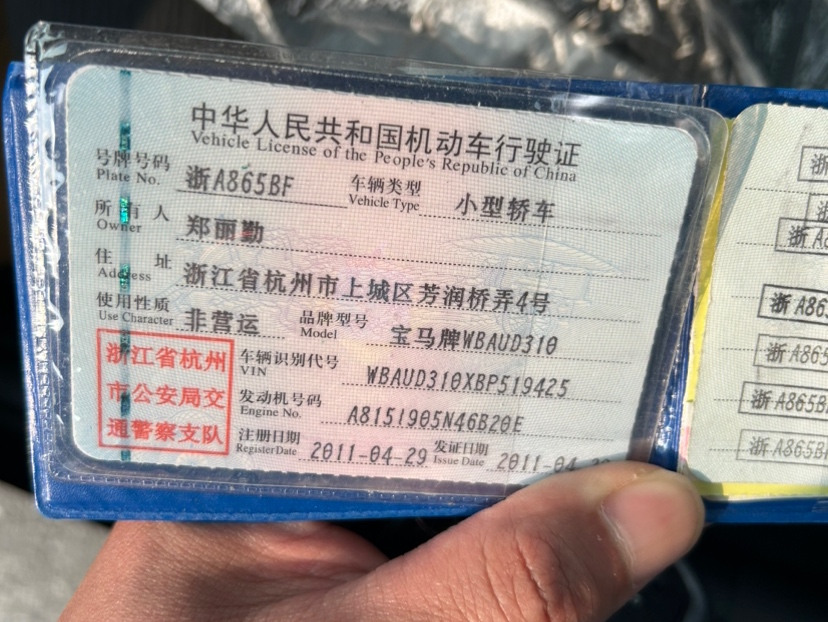 中华人民共和国机动车行驶证
Vehicle License of the People's Republic of China
号牌号码 浙A865BF 车辆类型 小型轿车
Plate No. Vehicle Type
所有人 郑丽勤
Owner
住址 浙江省杭州市上城区芳润桥弄4号
Address
使用性质 非营运 品牌型号 宝马牌WBAUD310
Use Character Model
浙江省杭州
市公安局交
通警察支队
车辆识别代号 WBAUD310XBP519425
VIN
发动机号码 A8151905N46B20E
Engine No.
注册日期 2011-04-29 发证日期 2011-04
Register Date Issue Date
浙
浙
浙A8
浙A86
浙A865
浙A865B
浙A865B